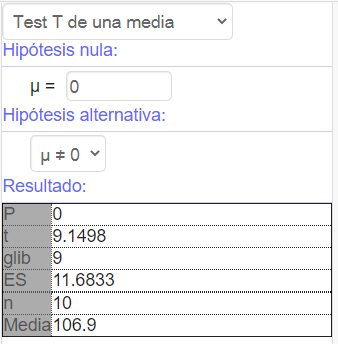 Test T de una media
Hipótesis nula:
μ = 0
Hipótesis alternativa:
μ ≠ 0
Resultado:
P 0
t 9.1498
glib 9
ES 11.6833
n 10
Media 106.9